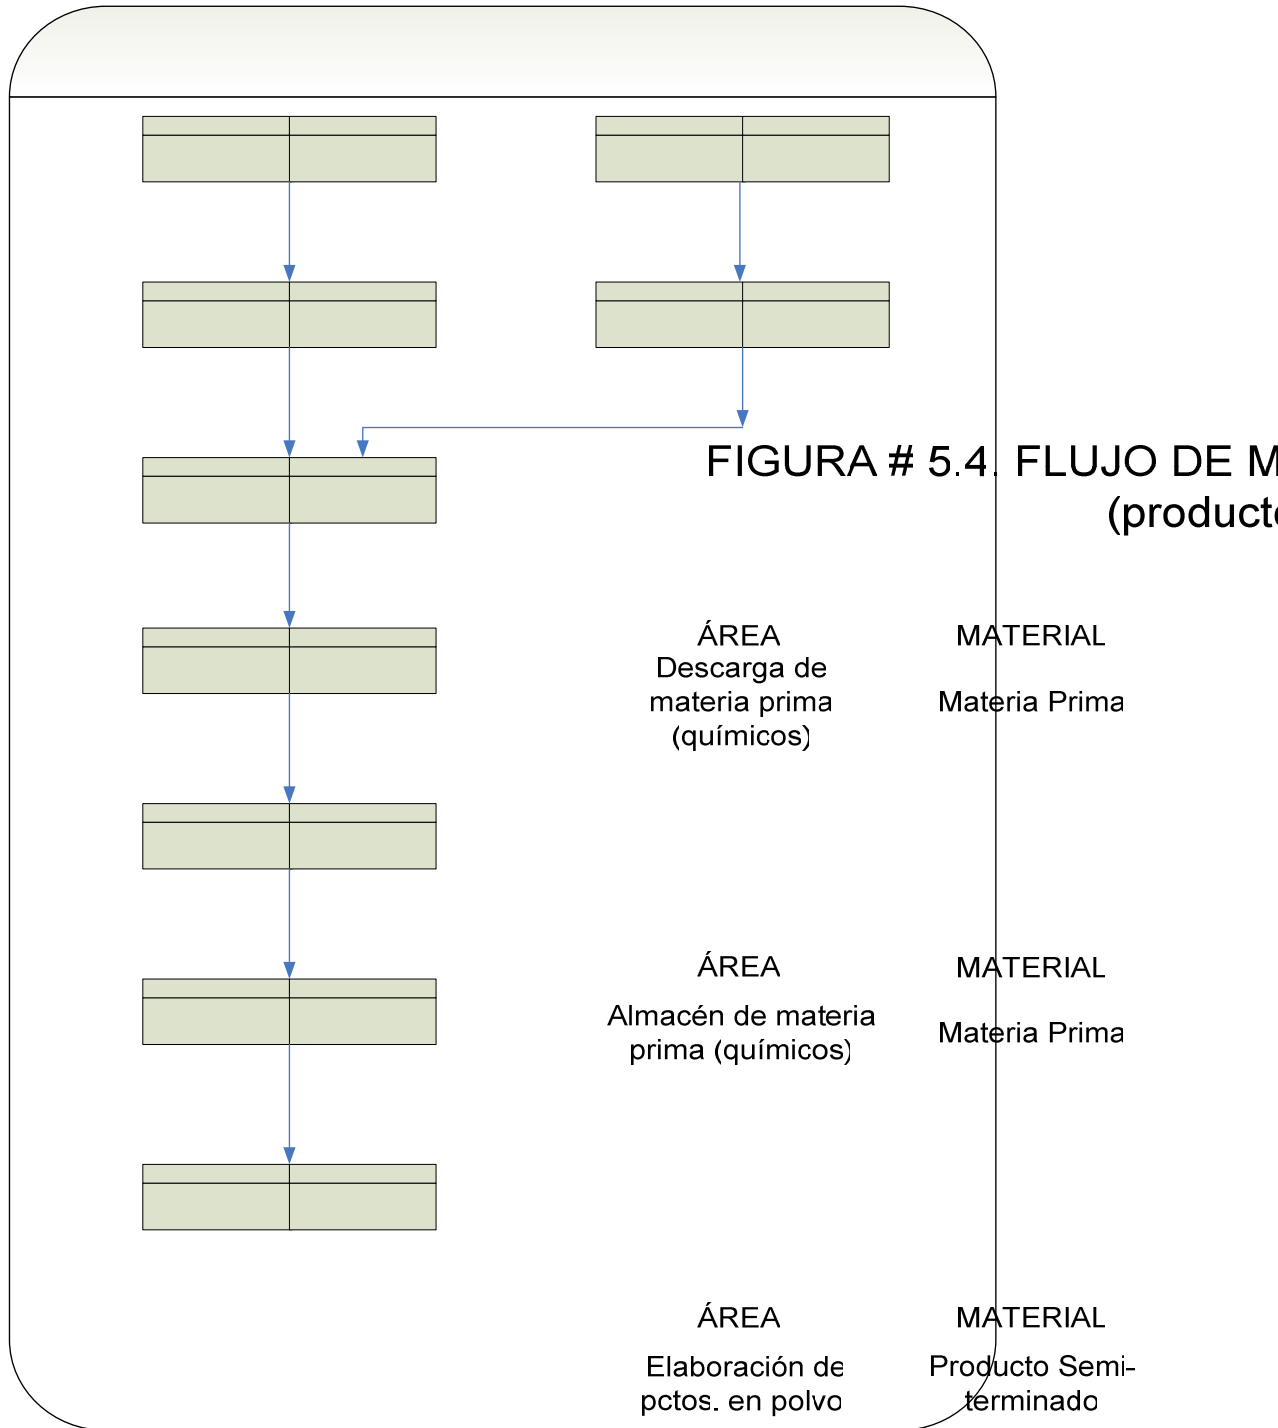 FIGURA # 5.4. FLUJO DE M
(producto
ÁREA MATERIAL
Descarga de
materia prima
(químicos)
Materia Prima
ÁREA MATERIAL
Almacén de materia
prima (químicos)
Materia Prima
ÁREA MATERIAL
Elaboración de
pctos. en polvo
Producto Semi-
terminado